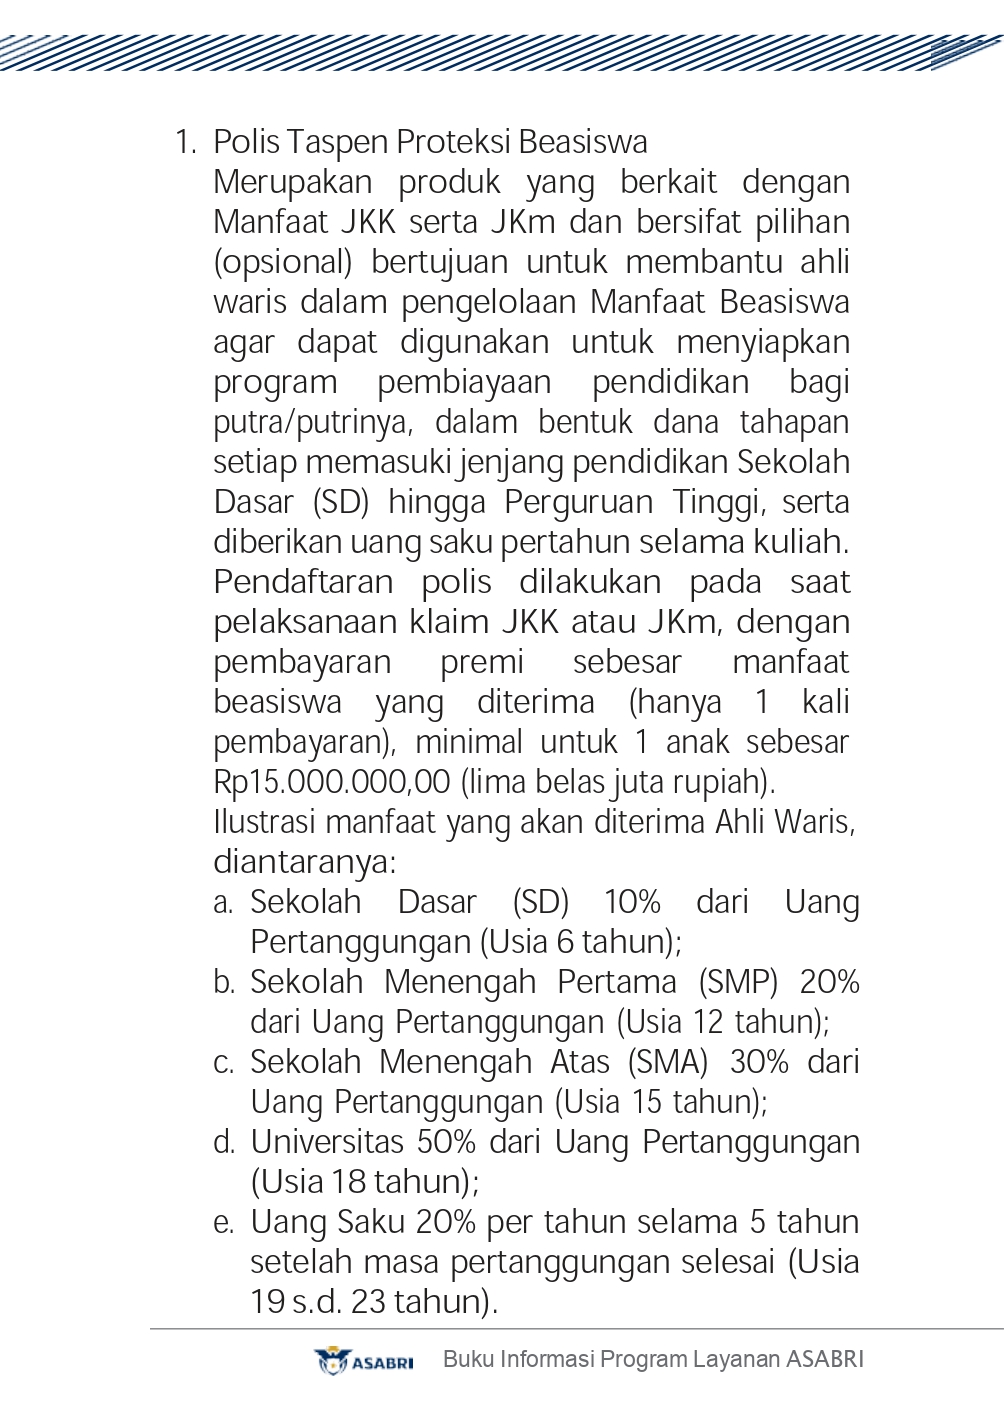 1. Polis Taspen Proteksi Beasiswa
Merupakan produk yang berkait dengan
Manfaat JKK serta JKm dan bersifat pilihan
(opsional) bertujuan untuk membantu ahli
waris dalam pengelolaan Manfaat Beasiswa
agar dapat digunakan untuk menyiapkan
program pembiayaan pendidikan bagi
putra/putrinya, dalam bentuk dana tahapan
setiap memasuki jenjang pendidikan Sekolah
Dasar (SD) hingga Perguruan Tinggi, serta
diberikan uang saku pertahun selama kuliah.
Pendaftaran polis dilakukan pada saat
pelaksanaan klaim JKK atau JKm, dengan
pembayaran premi sebesar manfaat
beasiswa yang diterima (hanya 1 kali
pembayaran), minimal untuk 1 anak sebesar
Rp15.000.000,00 (lima belas juta rupiah).
Ilustrasi manfaat yang akan diterima Ahli Waris,
diantaranya:
a. Sekolah Dasar (SD) 10% dari Uang
Pertanggungan (Usia 6 tahun);
b. Sekolah Menengah Pertama (SMP) 20%
dari Uang Pertanggungan (Usia 12 tahun);
c. Sekolah Menengah Atas (SMA) 30% dari
Uang Pertanggungan (Usia 15 tahun);
d. Universitas 50% dari Uang Pertanggungan
(Usia 18 tahun);
e. Uang Saku 20% per tahun selama 5 tahun
setelah masa pertanggungan selesai (Usia
19 s.d. 23 tahun).
ASABRI Buku Informasi Program Layanan ASABRI